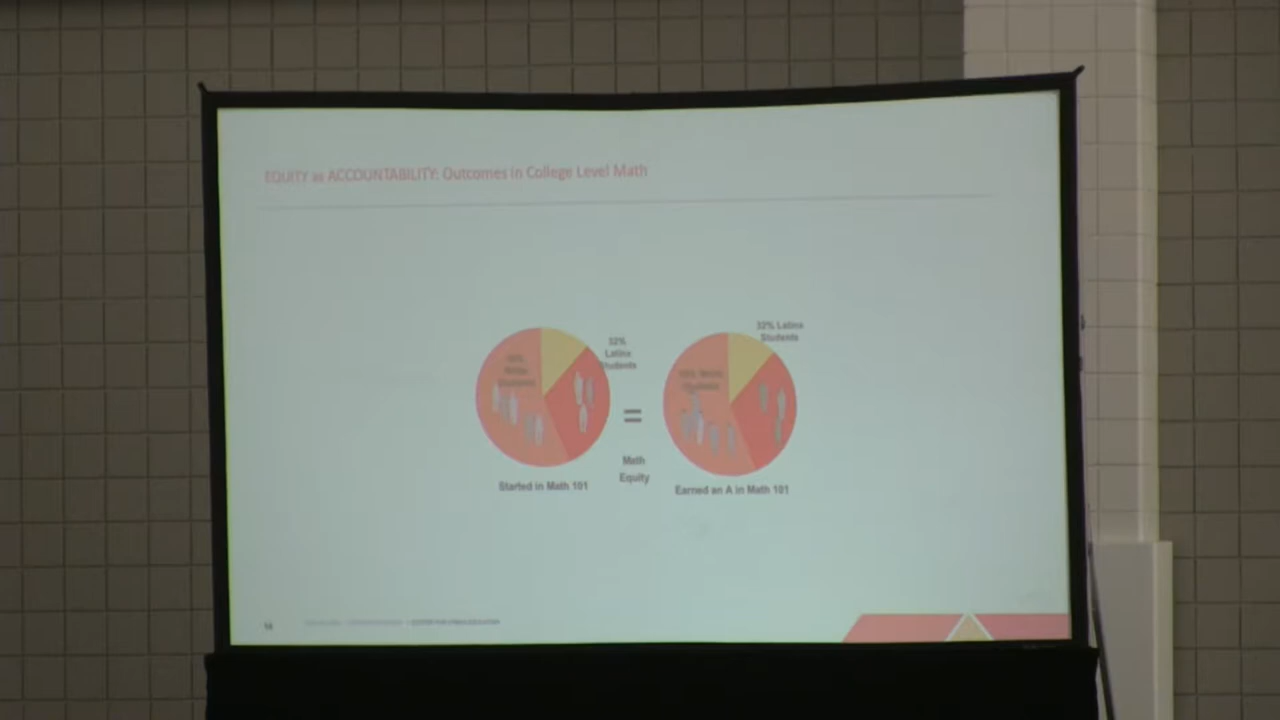 EQUITY as ACCOUNTABILITY: Outcomes in College Level Math
32%
Latinx
Students
32% Latinx
Students
=
Math
Equity
Started in Math 101
Earned an A in Math 101
14